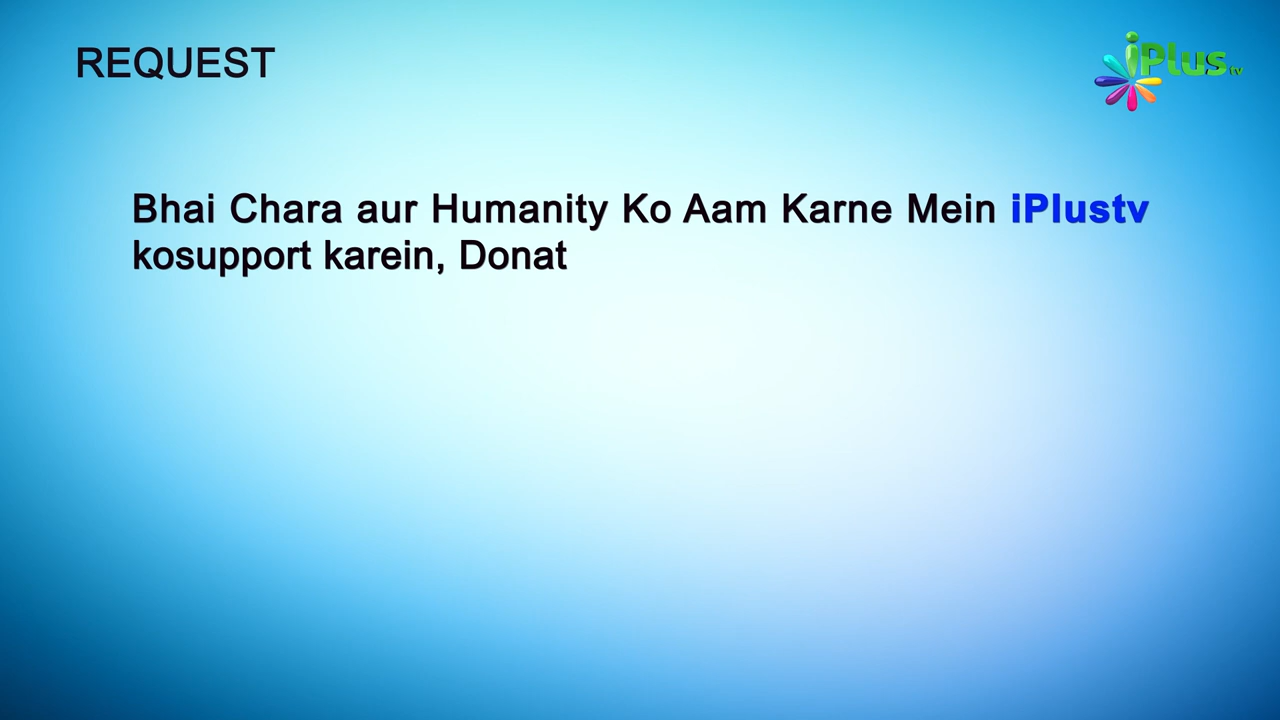 REQUEST
iPlus tv
Bhai Chara aur Humanity Ko Aam Karne Mein iPlustv
kosupport karein, Donat